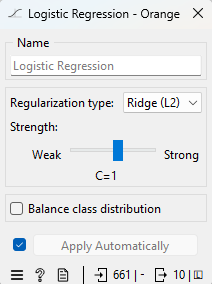 Logistic Regression - Orange
Name
Logistic Regression
Regularization type: Ridge (L2)
Strength:
Weak Strong
C=1
Balance class distribution
Apply Automatically
? 661 | - 10 |